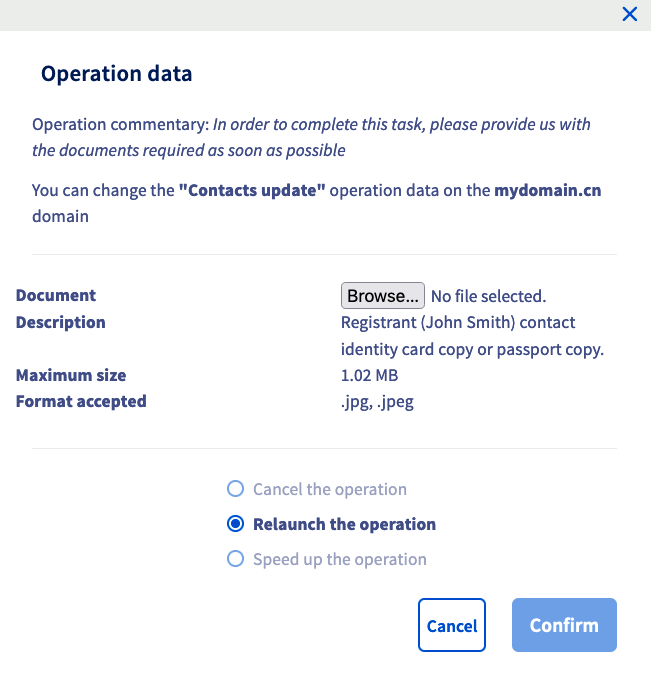 Operation data
Operation commentary: In order to complete this task, please provide us with
the documents required as soon as possible
You can change the "Contacts update" operation data on the mydomain.cn
domain
Document Browse... No file selected.
Description Registrant (John Smith) contact
identity card copy or passport copy.
Maximum size 1.02 MB
Format accepted .jpg, .jpeg
Cancel the operation
Relaunch the operation
Speed up the operation
Cancel Confirm